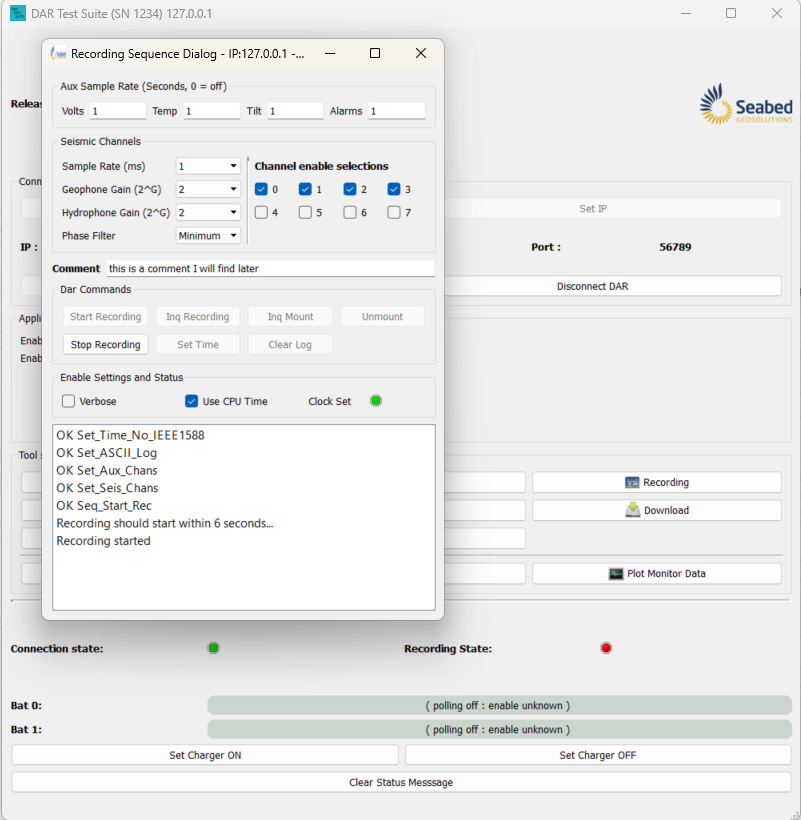 DAR Test Suite (SN 1234) 127.0.0.1
Recording Sequence Dialog - IP:127.0.0.1 -...
Aux Sample Rate (Seconds, 0 = off)
Volts 1 Temp 1 Tilt 1 Alarms 1
Seismic Channels
Sample Rate (ms) 1 Channel enable selections
Geophone Gain (2^G) 2 0 1 2 3
Hydrophone Gain (2^G) 2 4 5 6 7
Phase Filter Minimum
Comment this is a comment I will find later
Dar Commands
Start Recording Inq Recording Inq Mount Unmount
Stop Recording Set Time Clear Log
Enable Settings and Status
Verbose Use CPU Time Clock Set
OK Set_Time_No_IEEE1588
OK Set_ASCII_Log
OK Set_Aux_Chans
OK Set_Seis_Chans
OK Seq_Start_Rec
Recording should start within 6 seconds...
Recording started
Seabed
GEOSOLUTIONS
Set IP
IP : Port : 56789
Disconnect DAR
Recording
Download
Plot Monitor Data
Connection state: Recording State:
Bat 0: ( polling off : enable unknown )
Bat 1: ( polling off : enable unknown )
Set Charger ON Set Charger OFF
Clear Status Messsage